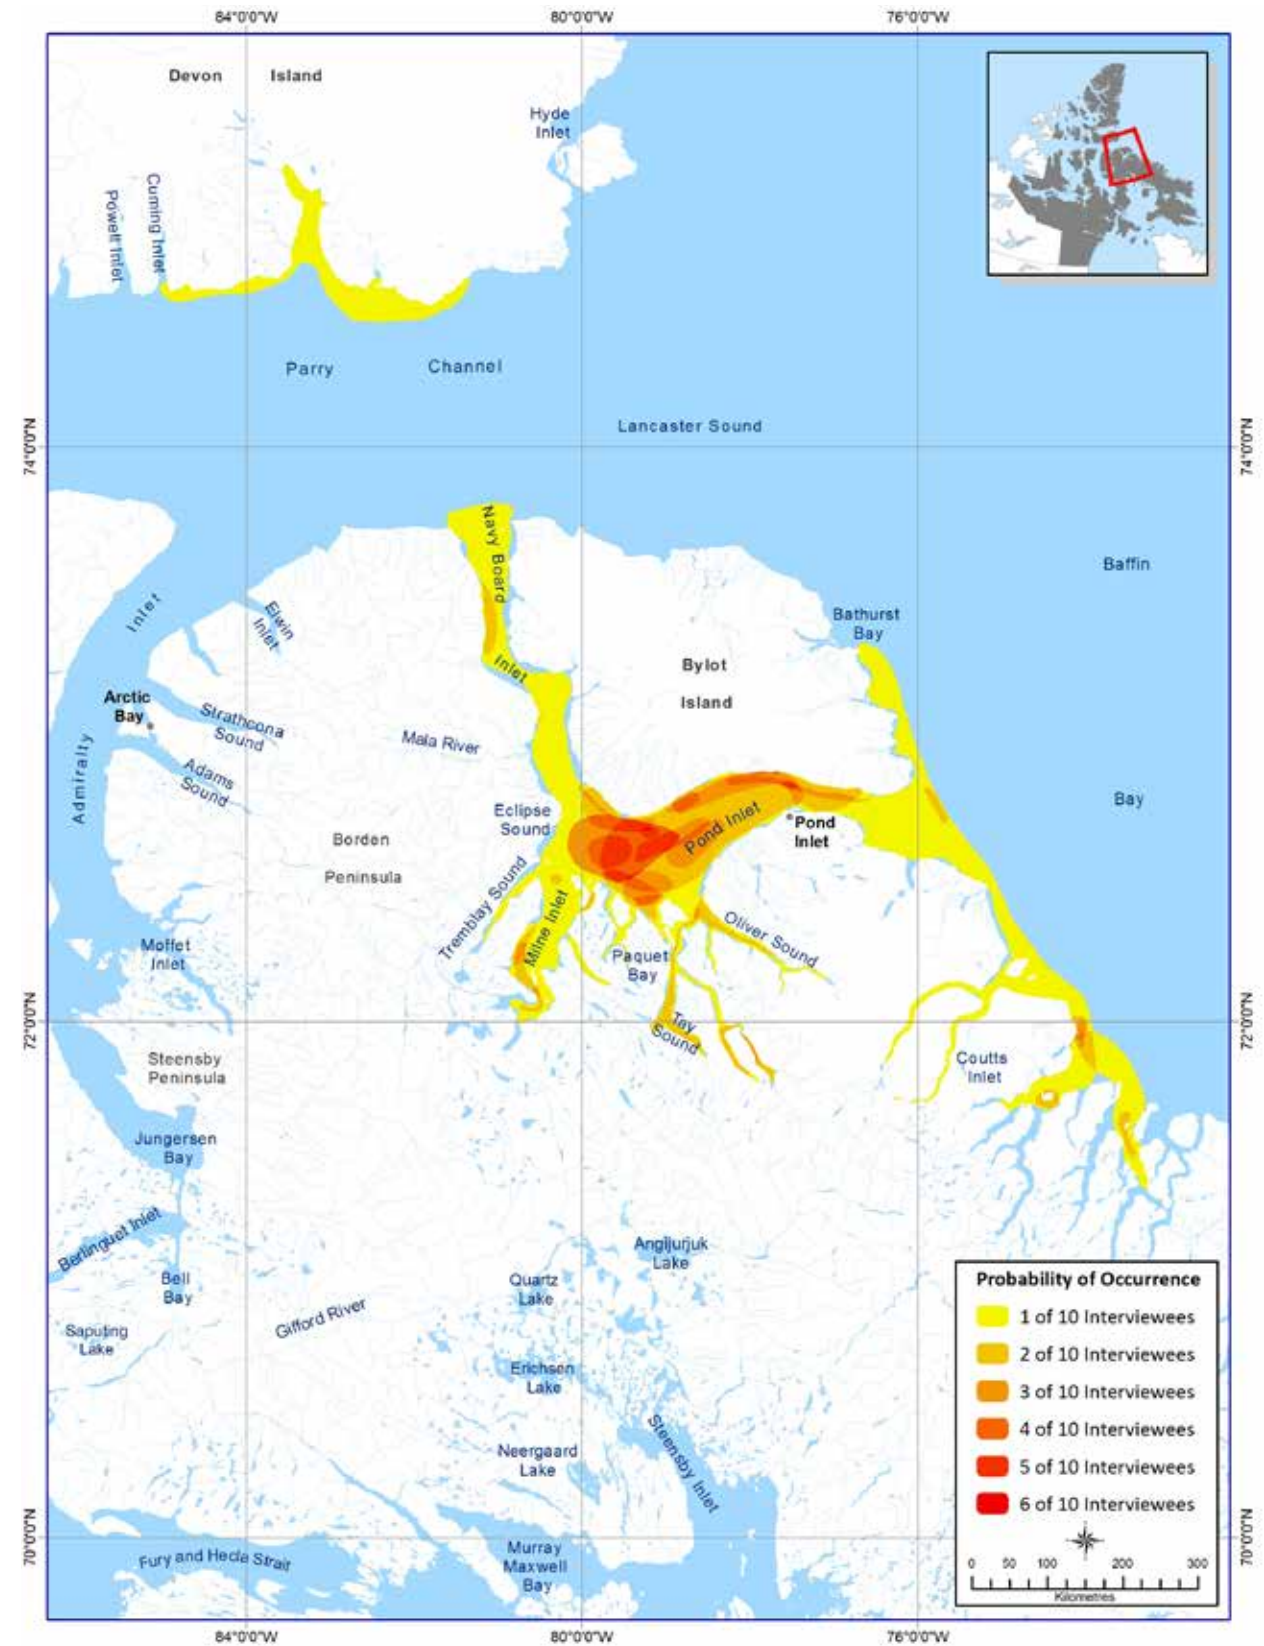 84°0'0"W 80°0'0"W 76°0'0"W
Devon Island
Hyde
Inlet
Cuming Inlet
Powell Inlet
Parry Channel
Lancaster Sound
74°0'0"N 74°0'0"N
Navy Board
Inlet
Baffin
Bay
Bathurst
Bay
Elwin
Inlet
Admiralty
Inlet
Bylot
Island
Arctic
Bay
Strathcona
Sound
Mala River
Adams
Sound
Eclipse
Sound
Pond Inlet
Pond
Inlet
Borden
Peninsula
Tremblay Sound
Milne Inlet
Oliver Sound
Moffet
Inlet
Paquet
Bay
Tay
Sound
72°0'0"N 72°0'0"N
Steensby
Peninsula
Coutts
Inlet
Jungersen
Bay
Berlinguet Inlet
Angijurjuk
Lake
Bell
Bay
Quartz
Lake
Gifford River
Saputing
Lake
Erichsen
Lake
Steensby Inlet
Neergaard
Lake
70°0'0"N 70°0'0"N
Fury and Hecla Strait
Murray
Maxwell
Bay
Probability of Occurrence
1 of 10 Interviewees
2 of 10 Interviewees
3 of 10 Interviewees
4 of 10 Interviewees
5 of 10 Interviewees
6 of 10 Interviewees
0 50 100 200 300
Kilometres
84°0'0"W 80°0'0"W 76°0'0"W